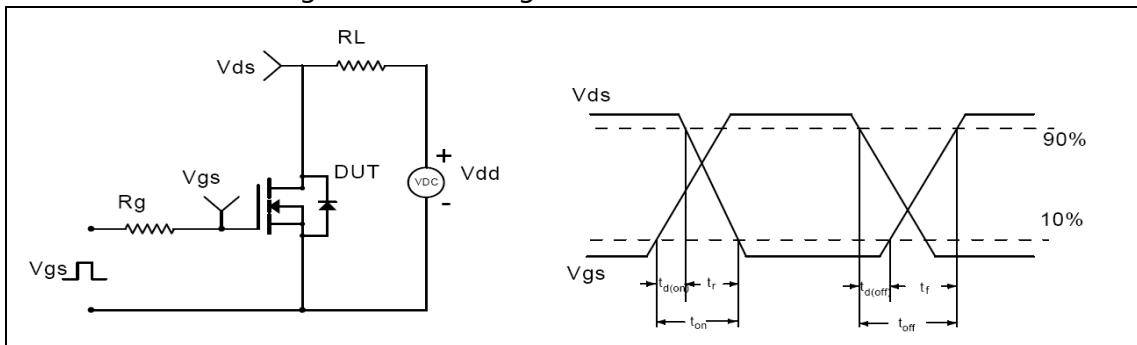 RL
Vds
Vgs
DUT
VDC
+
-
Vdd
Rg
Vgs
Vds
90%
10%
Vgs
td(on)
tr
td(off)
tf
ton
toff